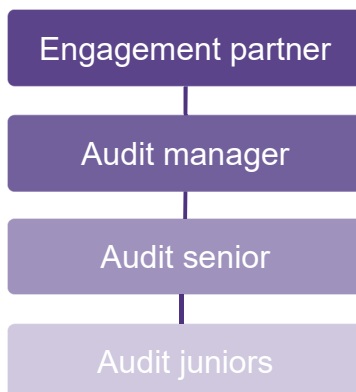 Engagement partner
Audit manager
Audit senior
Audit juniors